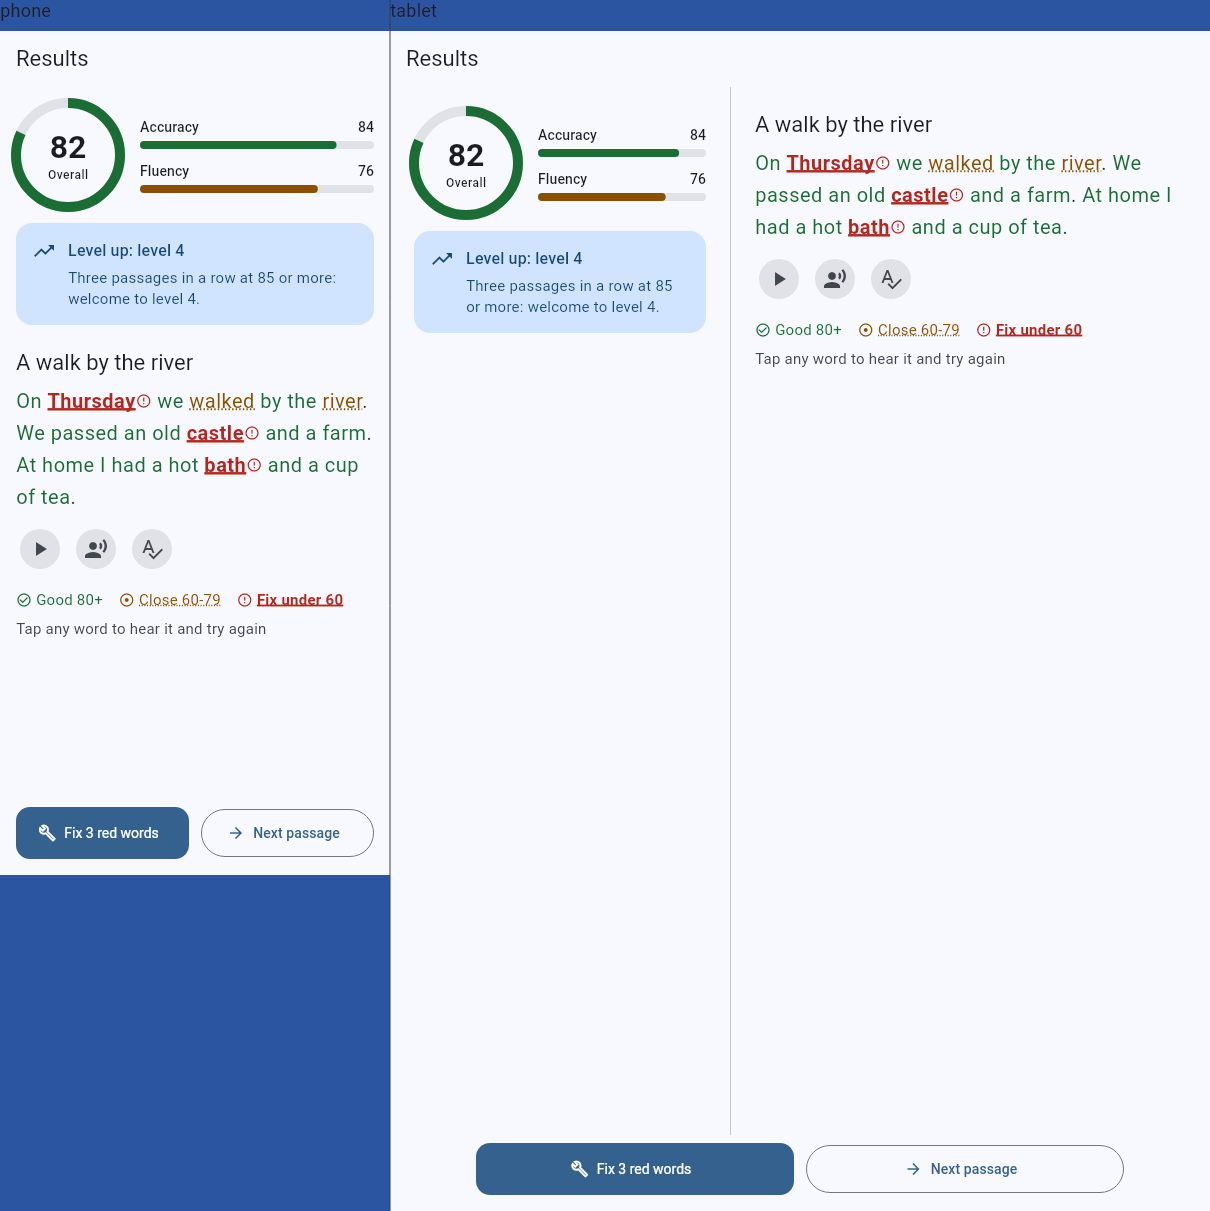 phone
Results
82
Overall
Accuracy 84
Fluency 76
Level up: level 4
Three passages in a row at 85 or more:
welcome to level 4.
A walk by the river
On Thursday we walked by the river.
We passed an old castle and a farm.
At home I had a hot bath and a cup
of tea.
Good 80+ Close 60-79 Fix under 60
Tap any word to hear it and try again
Fix 3 red words Next passage
tablet
Results
82
Overall
Accuracy 84
Fluency 76
Level up: level 4
Three passages in a row at 85
or more: welcome to level 4.
A walk by the river
On Thursday we walked by the river. We
passed an old castle and a farm. At home I
had a hot bath and a cup of tea.
Good 80+ Close 60-79 Fix under 60
Tap any word to hear it and try again
Fix 3 red words Next passage